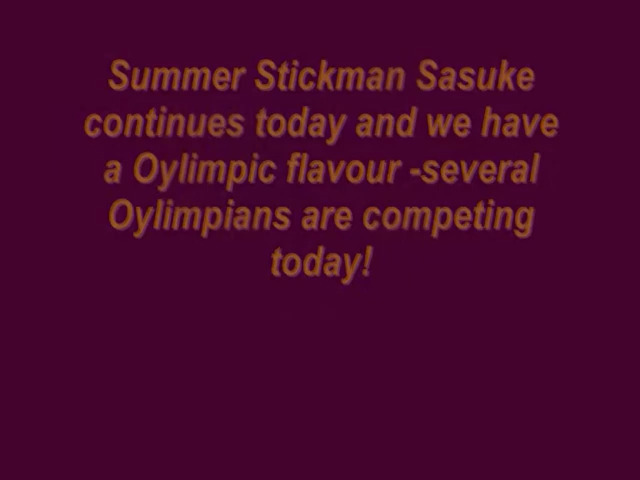 Summer Stickman Sasuke
continues today and we have
a Oylimpic flavour -several
Oylimpians are competing
today!